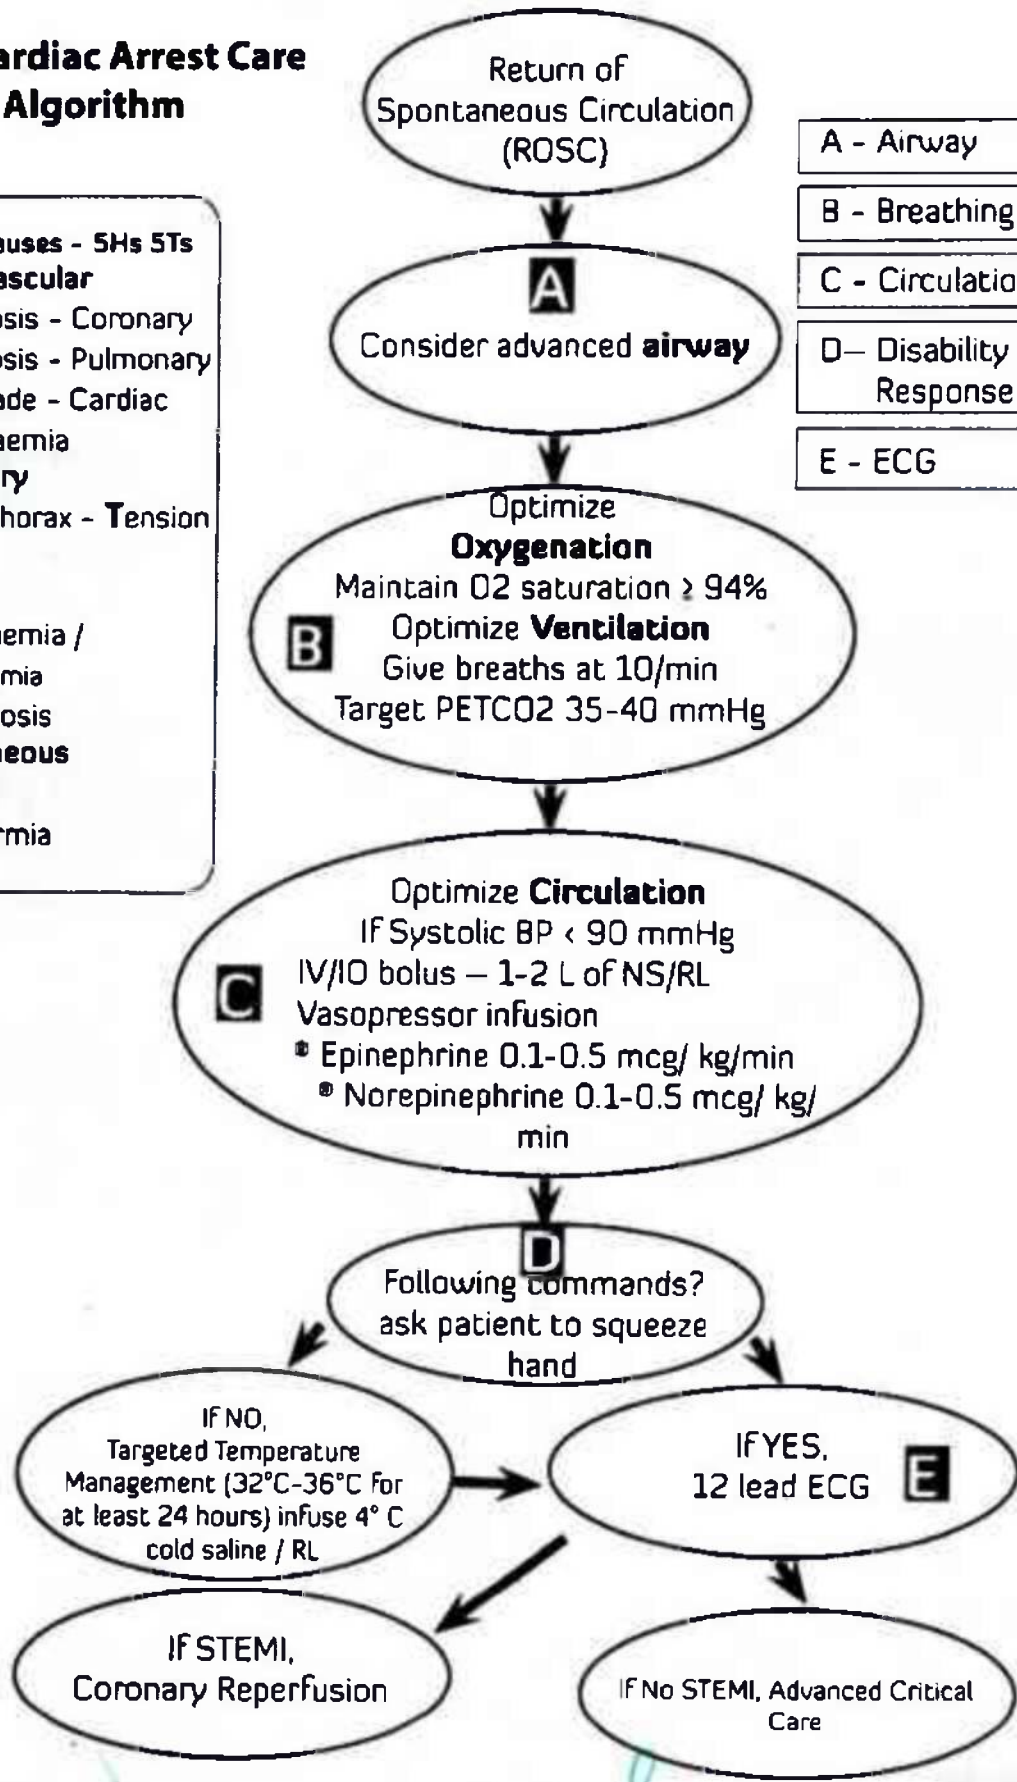 ardiac Arrest Care
Algorithm
auses - 5Hs 5Ts
ascular
osis - Coronary
osis - Pulmonary
ade - Cardiac
aemia
ry
horax - Tension
aemia /
mia
osis
neous
rmia
Return of
Spontaneous Circulation
(ROSC)
A - Airway
B - Breathing
C - Circulatio
D– Disability
Response
E - ECG
A
Consider advanced airway
Optimize
Oxygenation
Maintain O2 saturation ≥ 94%
Optimize Ventilation
B
Give breaths at 10/min
Target PETCO2 35-40 mmHg
Optimize Circulation
If Systolic BP < 90 mmHg
C
IV/IO bolus – 1-2 L of NS/RL
Vasopressor infusion
Epinephrine 0.1-0.5 mcg/ kg/min
Norepinephrine 0.1-0.5 mcg/ kg/
min
D
Following commands?
ask patient to squeeze
hand
If NO,
Targeted Temperature
Management (32°C-36°C for
at least 24 hours) infuse 4° C
cold saline / RL
If YES,
12 lead ECG
E
If STEMI,
Coronary Reperfusion
If No STEMI, Advanced Critical
Care